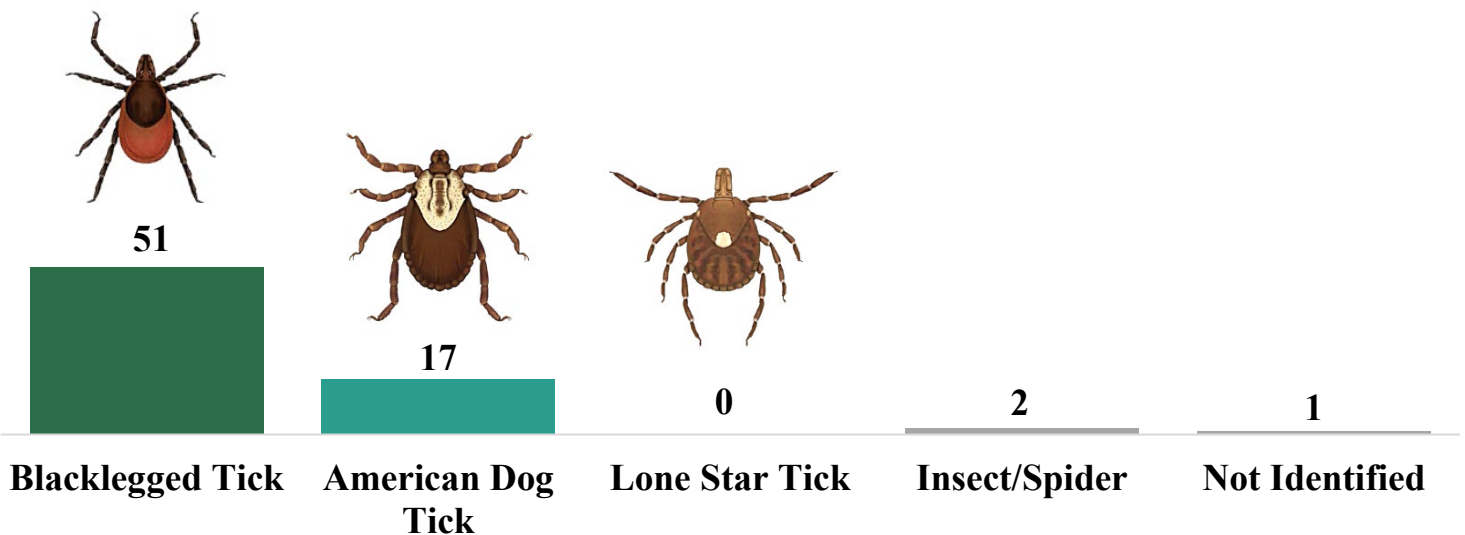 51
17
0
2
1
Blacklegged Tick
American Dog
Tick
Lone Star Tick
Insect/Spider
Not Identified